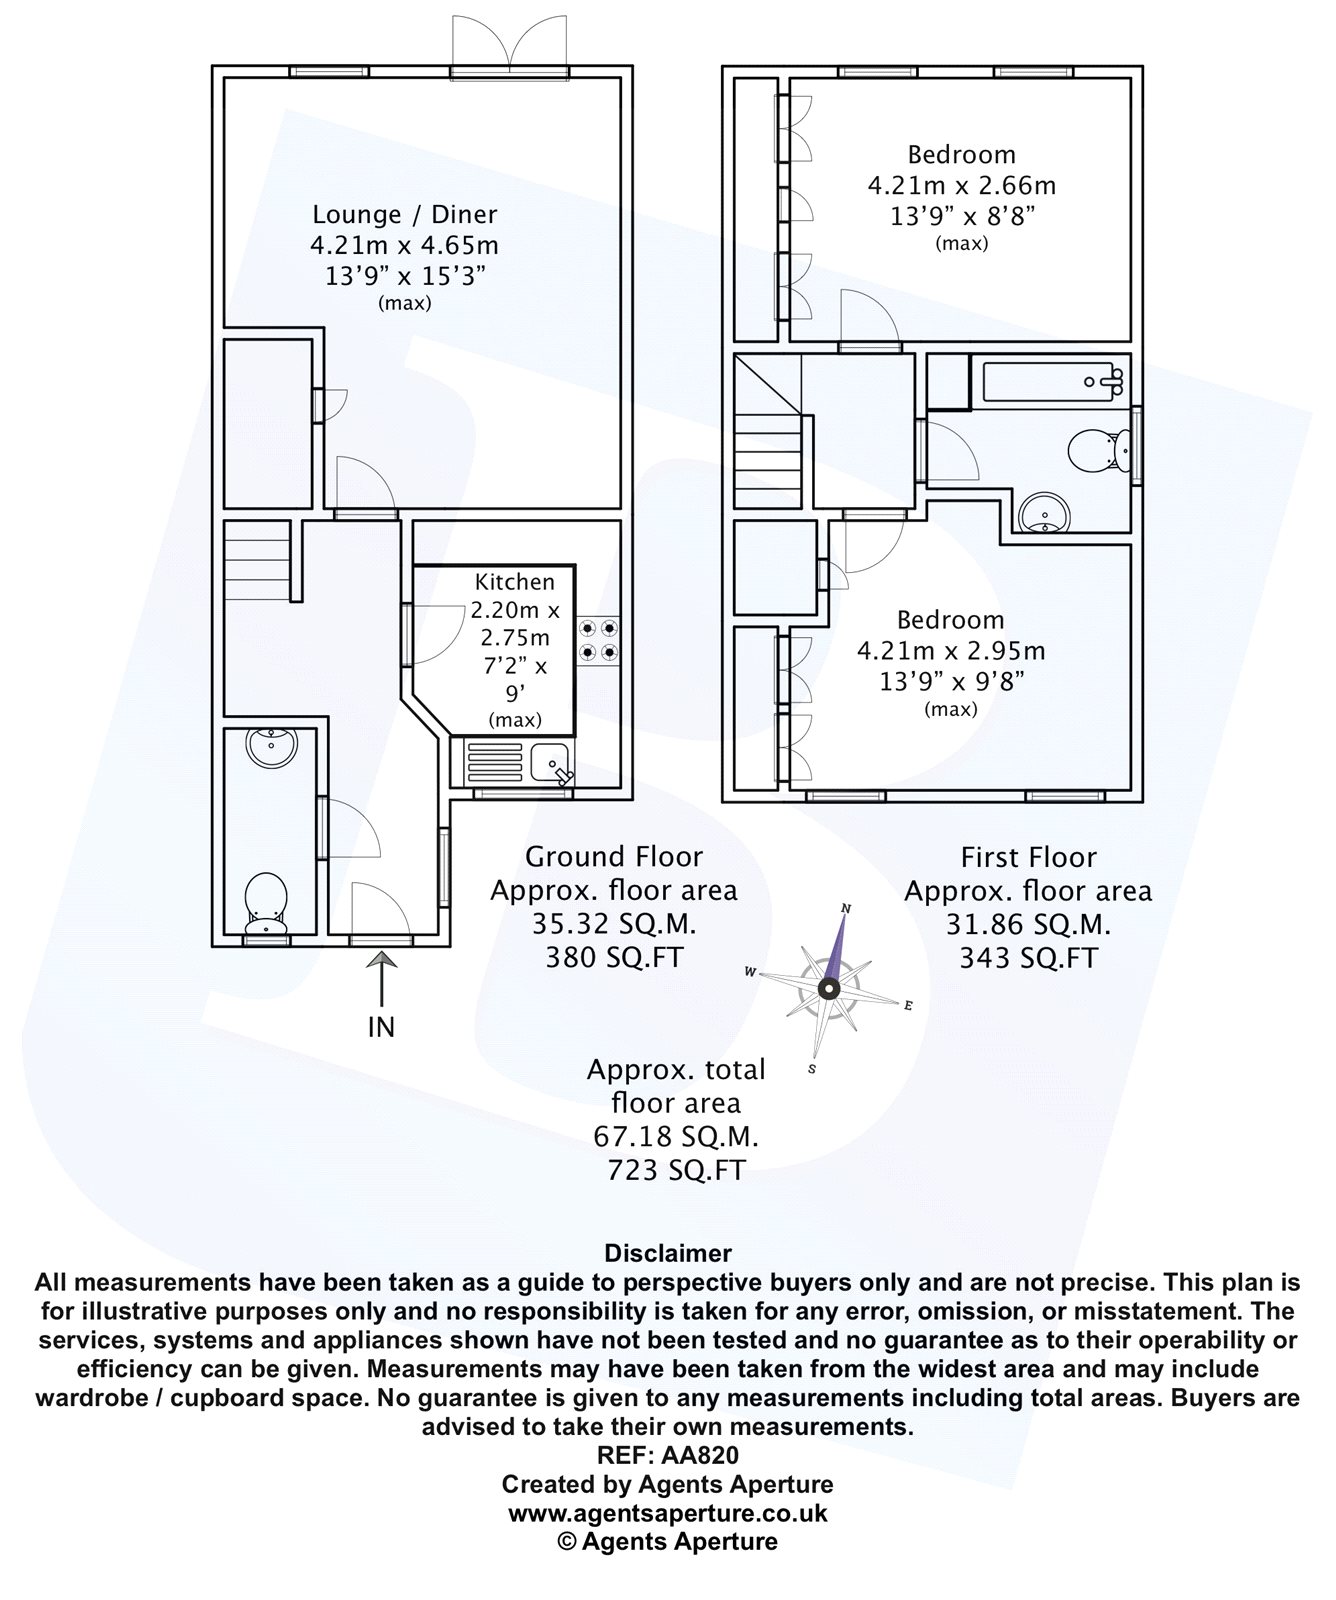 Lounge / Diner
4.21m x 4.65m
13’9” x 15’3”
(max)
Kitchen
2.20m x
2.75m
7’2” x
9’
(max)
Bedroom
4.21m x 2.66m
13’9” x 8’8”
(max)
Bedroom
4.21m x 2.95m
13’9” x 9’8”
(max)
IN
Ground Floor
Approx. floor area
35.32 SQ.M.
380 SQ.FT
First Floor
Approx. floor area
31.86 SQ.M.
343 SQ.FT
N
W
E
S
Approx. total
floor area
67.18 SQ.M.
723 SQ.FT
Disclaimer
All measurements have been taken as a guide to perspective buyers only and are not precise. This plan is
for illustrative purposes only and no responsibility is taken for any error, omission, or misstatement. The
services, systems and appliances shown have not been tested and no guarantee as to their operability or
efficiency can be given. Measurements may have been taken from the widest area and may include
wardrobe / cupboard space. No guarantee is given to any measurements including total areas. Buyers are
advised to take their own measurements.
REF: AA820
Created by Agents Aperture
www.agentsaperture.co.uk
© Agents Aperture